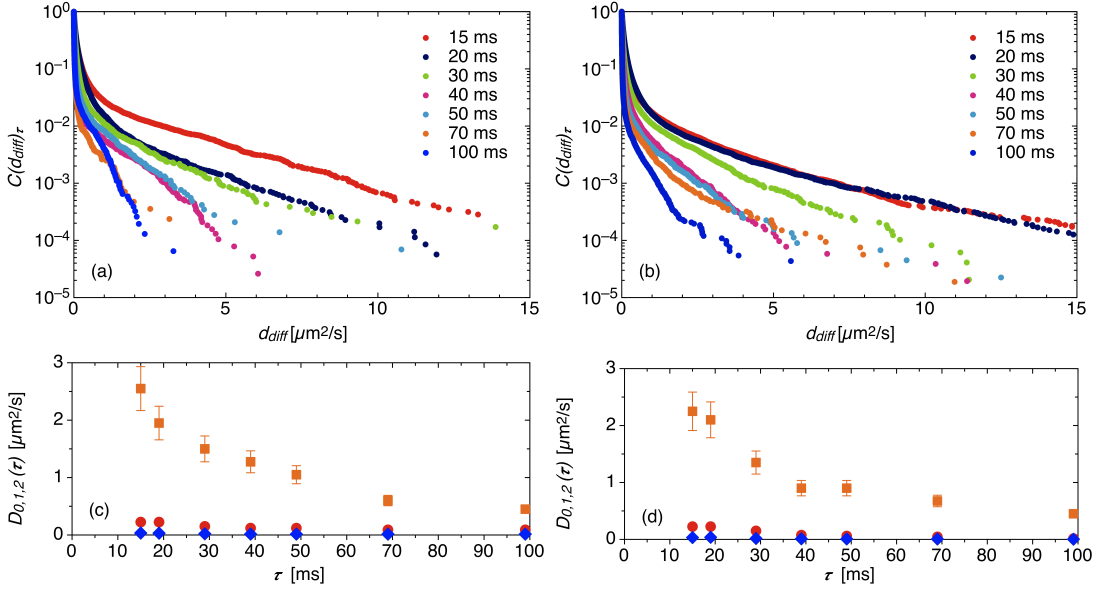 10⁰
10⁻¹
10⁻²
10⁻³
10⁻⁴
10⁻⁵
C(d_diff)_τ
15 ms
20 ms
30 ms
40 ms
50 ms
70 ms
100 ms
(a)
0 5 10 15
d_diff [µm²/s]
10⁰
10⁻¹
10⁻²
10⁻³
10⁻⁴
10⁻⁵
C(d_diff)_τ
15 ms
20 ms
30 ms
40 ms
50 ms
70 ms
100 ms
(b)
0 5 10 15
d_diff [µm²/s]
3
2
1
0
D_0,1,2 (τ) [µm²/s]
(c)
0 10 20 30 40 50 60 70 80 90 100
τ [ms]
3
2
1
0
D_0,1,2 (τ) [µm²/s]
(d)
0 10 20 30 40 50 60 70 80 90 100
τ [ms]